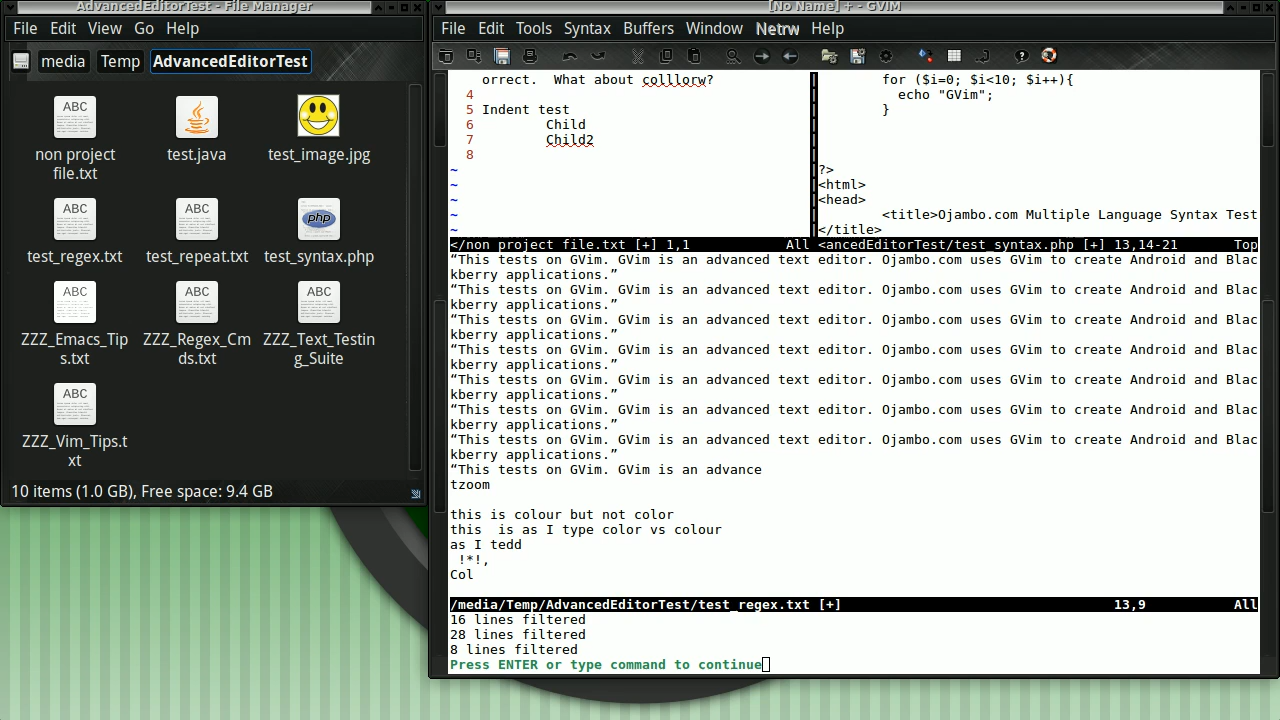 AdvancedEditorTest - File Manager
File Edit View Go Help
media Temp AdvancedEditorTest
ABC
non project
file.txt
test.java
test_image.jpg
ABC
test_regex.txt
ABC
test_repeat.txt
php
test_syntax.php
ABC
ZZZ_Emacs_Tip
s.txt
ABC
ZZZ_Regex_Cm
ds.txt
ABC
ZZZ_Text_Testin
g_Suite
ABC
ZZZ_Vim_Tips.t
xt
10 items (1.0 GB), Free space: 9.4 GB
[No Name] + - GVIM
File Edit Tools Syntax Buffers Window Netrw Help
orrect.  What about colllorw?
4
5 Indent test
6 Child
7 Child2
8
~
~
~
~
~
</non project file.txt [+] 1,1 All
for ($i=0; $i<10; $i++){
echo "GVim";
}
?>
<html>
<head>
<title>Ojambo.com Multiple Language Syntax Test
</title>
<ancedEditorTest/test_syntax.php [+] 13,14-21 Top
“This tests on GVim. GVim is an advanced text editor. Ojambo.com uses GVim to create Android and Blac
kberry applications.”
“This tests on GVim. GVim is an advanced text editor. Ojambo.com uses GVim to create Android and Blac
kberry applications.”
“This tests on GVim. GVim is an advanced text editor. Ojambo.com uses GVim to create Android and Blac
kberry applications.”
“This tests on GVim. GVim is an advanced text editor. Ojambo.com uses GVim to create Android and Blac
kberry applications.”
“This tests on GVim. GVim is an advanced text editor. Ojambo.com uses GVim to create Android and Blac
kberry applications.”
“This tests on GVim. GVim is an advanced text editor. Ojambo.com uses GVim to create Android and Blac
kberry applications.”
“This tests on GVim. GVim is an advanced text editor. Ojambo.com uses GVim to create Android and Blac
kberry applications.”
“This tests on GVim. GVim is an advance
tzoom
this is colour but not color
this  is as I type color vs colour
as I tedd
!*!,
Col
/media/Temp/AdvancedEditorTest/test_regex.txt [+] 13,9 All
16 lines filtered
28 lines filtered
8 lines filtered
Press ENTER or type command to continue